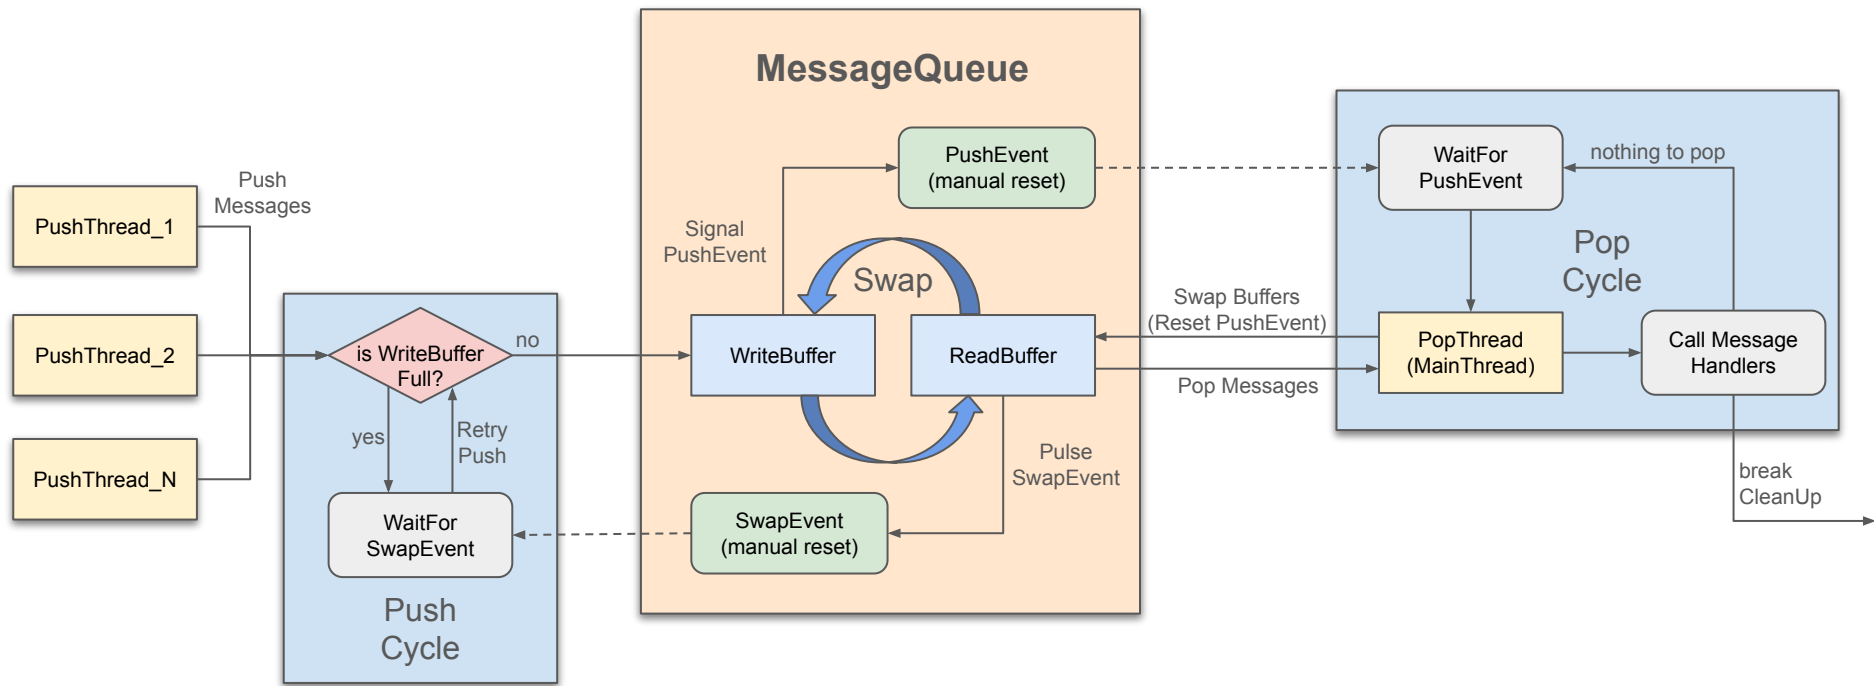 MessageQueue
Push
Messages
PushThread_1
PushThread_2
PushThread_N
is WriteBuffer
Full?
no
yes
Retry
Push
WaitFor
SwapEvent
Push
Cycle
Signal
PushEvent
PushEvent
(manual reset)
Swap
WriteBuffer
ReadBuffer
Pulse
SwapEvent
SwapEvent
(manual reset)
Swap Buffers
(Reset PushEvent)
Pop Messages
WaitFor
PushEvent
nothing to pop
Pop
Cycle
PopThread
(MainThread)
Call Message
Handlers
break
CleanUp